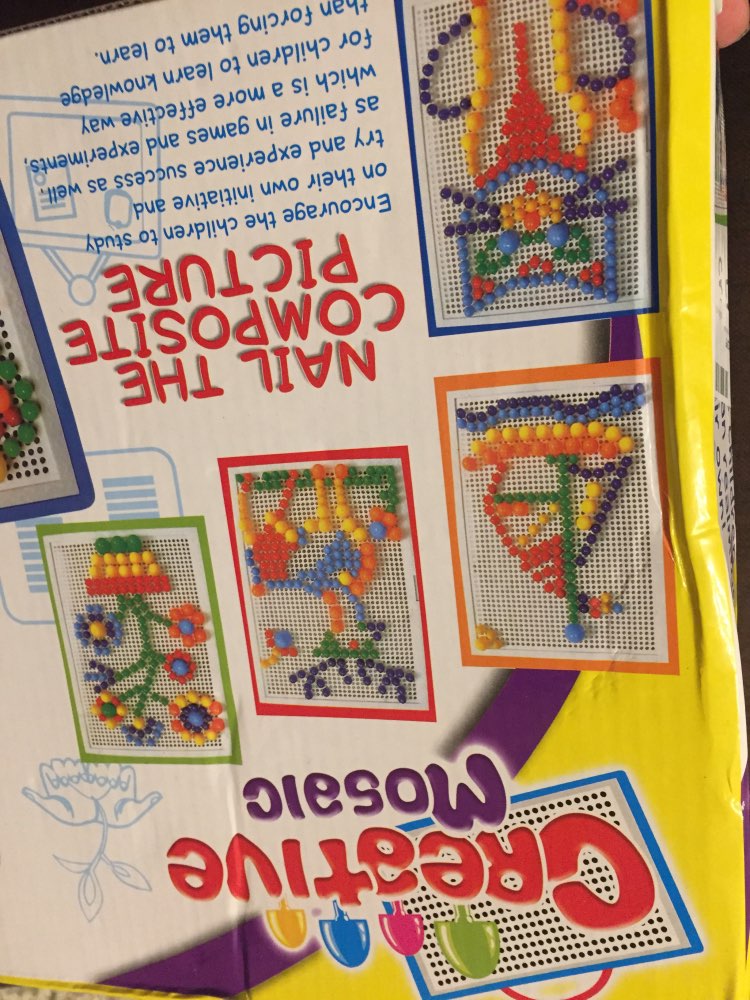 Creative
Mosaic
NAIL THE
COMPOSITE
PICTURE
Encourage the children to study
on their own initiative and
try and experience success as well
as failure in games and experiments,
which is a more effective way
for children to learn knowledge
than forcing them to learn.